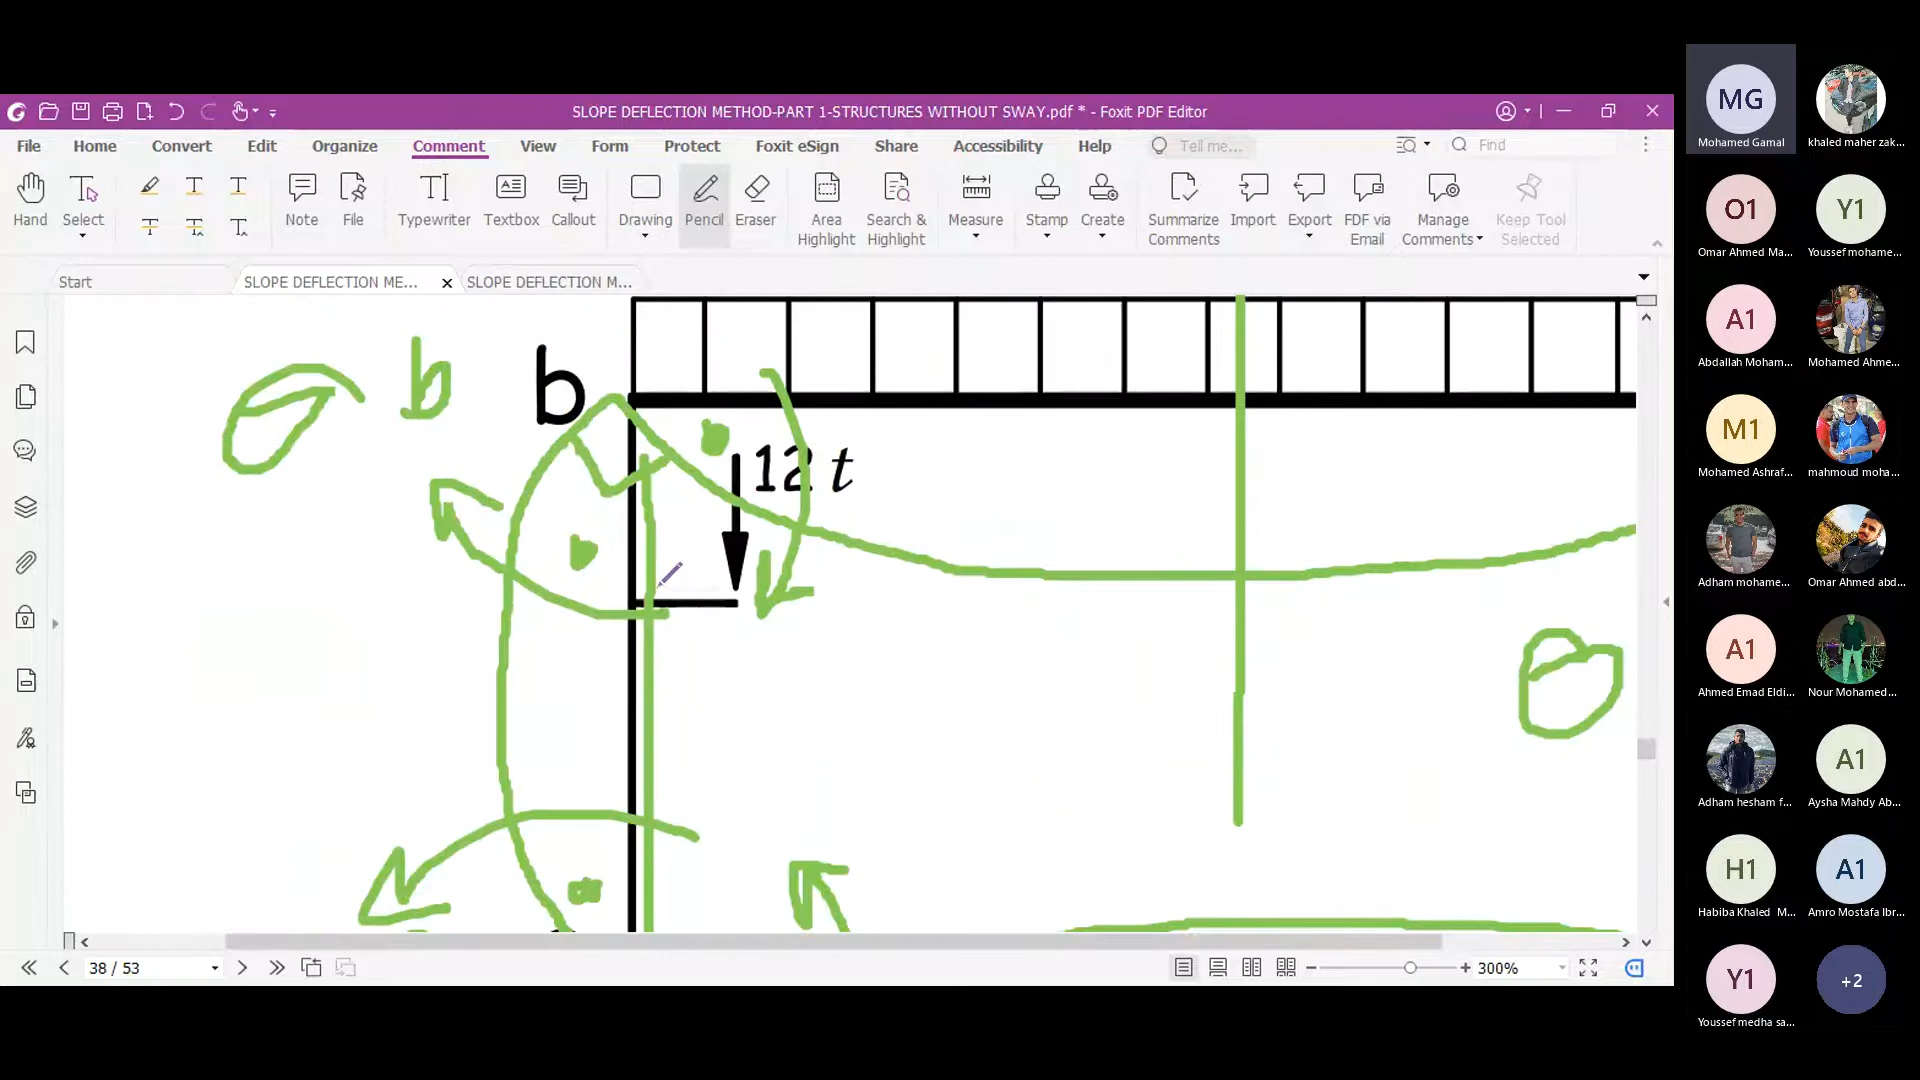 SLOPE DEFLECTION METHOD-PART 1-STRUCTURES WITHOUT SWAY.pdf * - Foxit PDF Editor
File Home Convert Edit Organize Comment View Form Protect Foxit eSign Share Accessibility Help Tell me... Find
Hand Select Note File Typewriter Textbox Callout Drawing Pencil Eraser Area Highlight Search & Highlight Measure Stamp Create Summarize Comments Import Export PDF via Email Manage Comments Keep Tool Selected
Start SLOPE DEFLECTION ME... SLOPE DEFLECTION M...
b b
12 t
38 / 53 300%
MG
Mohamed Gamal khaled maher zak...
O1 Y1
Omar Ahmed Ma... Youssef mohame...
A1
Abdallah Moham... Mohamed Ahme...
M1
Mohamed Ashraf... mahmoud moha...
Adham mohame... Omar Ahmed abd...
A1
Ahmed Emad Eldi... Nour Mohamed...
A1
Adham hesham f... Aysha Mahdy Ab...
H1 A1
Habiba Khaled M... Amro Mostafa Ibr...
Y1 +2
Youssef medha sa...